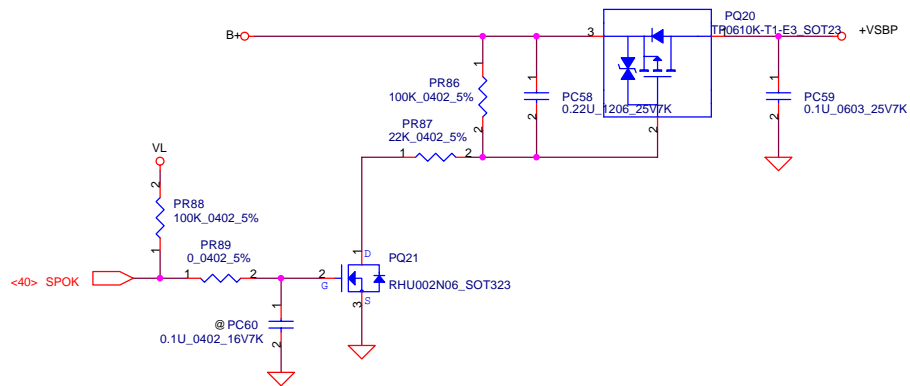 PQ20
TP0610K-T1-E3_SOT23
B+
3
1
+VSBP
PR86
100K_0402_5%
1
2
1
2
PC58
0.22U_1206_25V7K
2
1
2
PC59
0.1U_0603_25V7K
PR87
22K_0402_5%
1
2
VL
2
PR88
100K_0402_5%
1
PR89
0_0402_5%
<40> SPOK
1
2
2
G
1
D
PQ21
RHU002N06_SOT323
3
S
1
@ PC60
0.1U_0402_16V7K
2